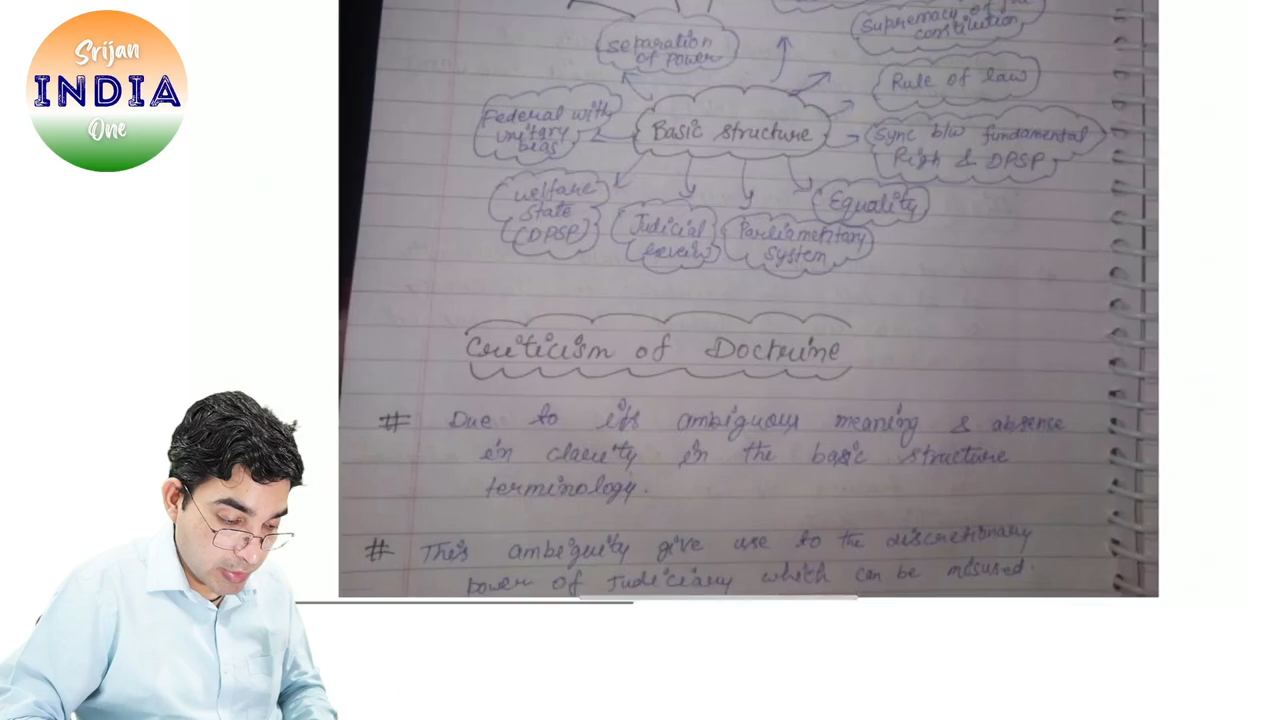 Srijan
INDIA
One
Supremacy of the
constitution
separation
of power
Rule of law
Federal with
unitary
bias
Basic structure
Sync b/w fundamental
Righ & DPSP
welfare
state
(DPSP)
Judicial
review
Parliamentary
system
Equality
Criticism of Doctrine
# Due to its ambiguous meaning & absence
in clarity in the basic structure
terminology.
# This ambiguity give use to the discretionary
power of Judiciary which can be misused.